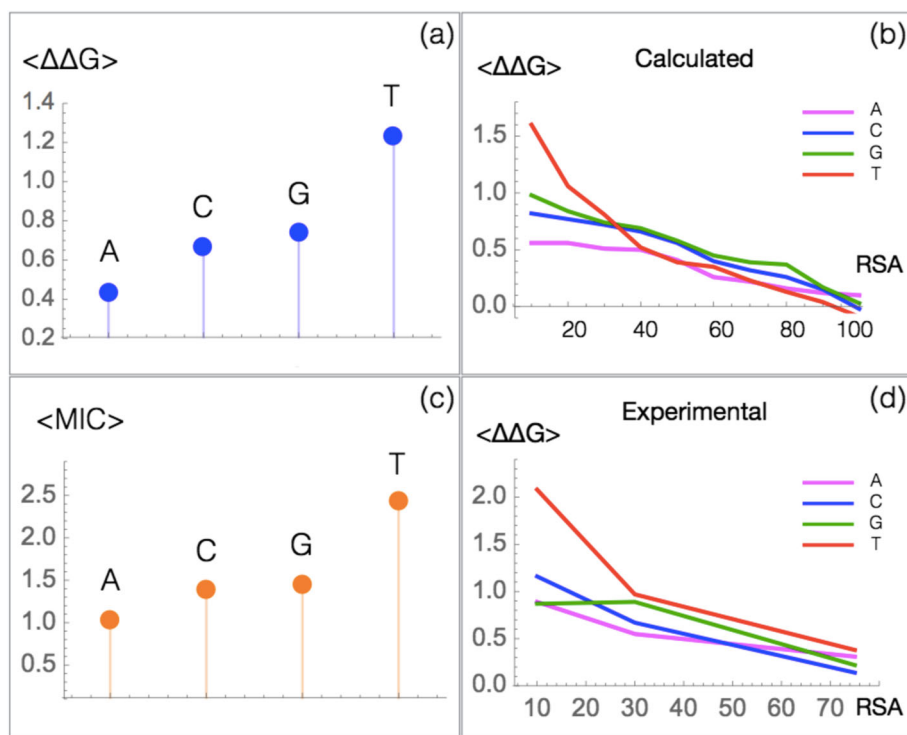 (a)
<ΔΔG>
1.4
1.2
1.0
0.8
0.6
0.4
0.2
A
C
G
T
(b)
<ΔΔG>
Calculated
1.5
1.0
0.5
0.0
A
C
G
T
RSA
20 40 60 80 100
(c)
<MIC>
2.5
2.0
1.5
1.0
0.5
A
C
G
T
(d)
Experimental
<ΔΔG>
2.0
1.5
1.0
0.5
0.0
A
C
G
T
10 20 30 40 50 60 70 RSA